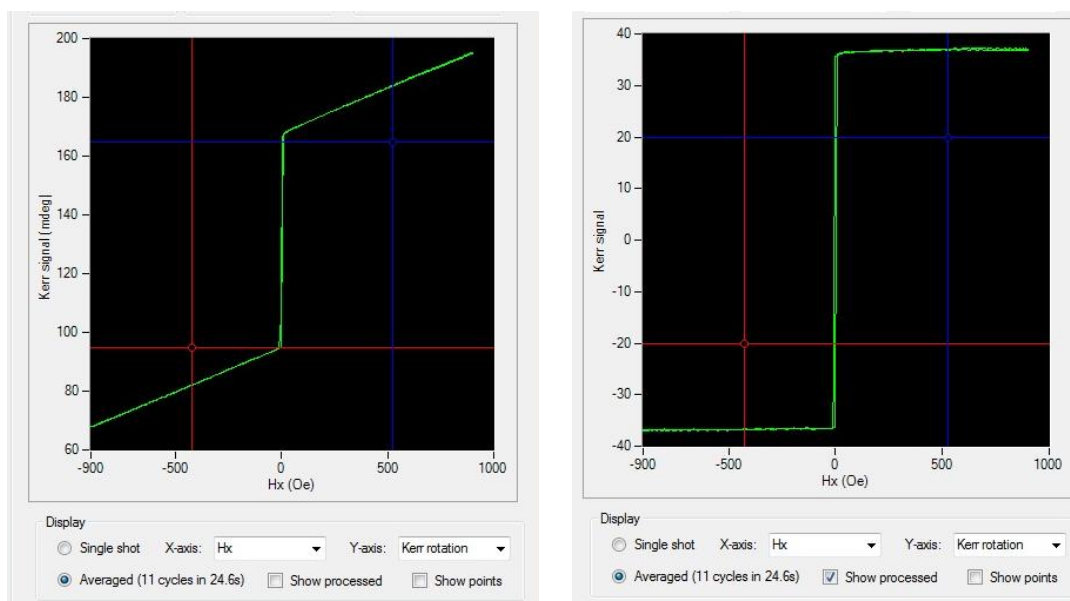 200
180
160
140
120
100
80
60
Kerr signal [mdeg]
-900
-500
0
500
1000
Hx (Oe)
Display
Single shot X-axis: Hx Y-axis: Kerr rotation
Averaged (11 cycles in 24.6s) Show processed Show points
40
30
20
10
0
-10
-20
-30
-40
Kerr signal
-900
-500
0
500
1000
Hx (Oe)
Display
Single shot X-axis: Hx Y-axis: Kerr rotation
Averaged (11 cycles in 24.6s) Show processed Show points